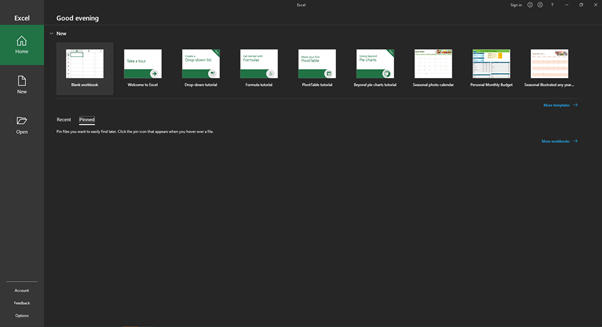 Excel
Sign in
?
Excel
Home
New
Open
Account
Feedback
Options
Good evening
New
Take a tour
Create a
Drop-down list
Get started with
Formulas
Make your first
PivotTable
Going beyond
Pie charts
Blank workbook
Welcome to Excel
Drop-down tutorial
Formula tutorial
PivotTable tutorial
Beyond pie charts tutorial
Seasonal photo calendar
Personal Monthly Budget
Seasonal illustrated any year...
More templates
Recent
Pinned
Pin files you want to easily find later. Click the pin icon that appears when you hover over a file.
More workbooks